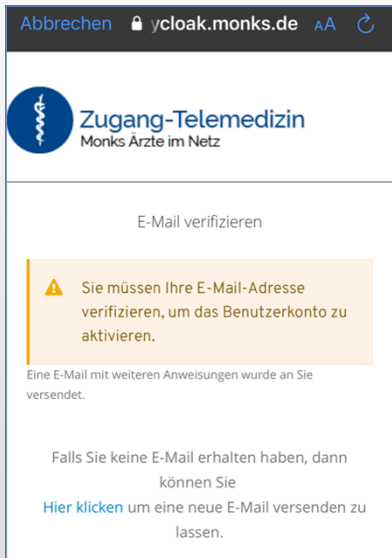 Abbrechen ycloak.monks.de AA
Zugang-Telemedizin
Monks Ärzte im Netz
E-Mail verifizieren
Sie müssen Ihre E-Mail-Adresse
verifizieren, um das Benutzerkonto zu
aktivieren.
Eine E-Mail mit weiteren Anweisungen wurde an Sie
versendet.
Falls Sie keine E-Mail erhalten haben, dann
können Sie
Hier klicken um eine neue E-Mail versenden zu
lassen.